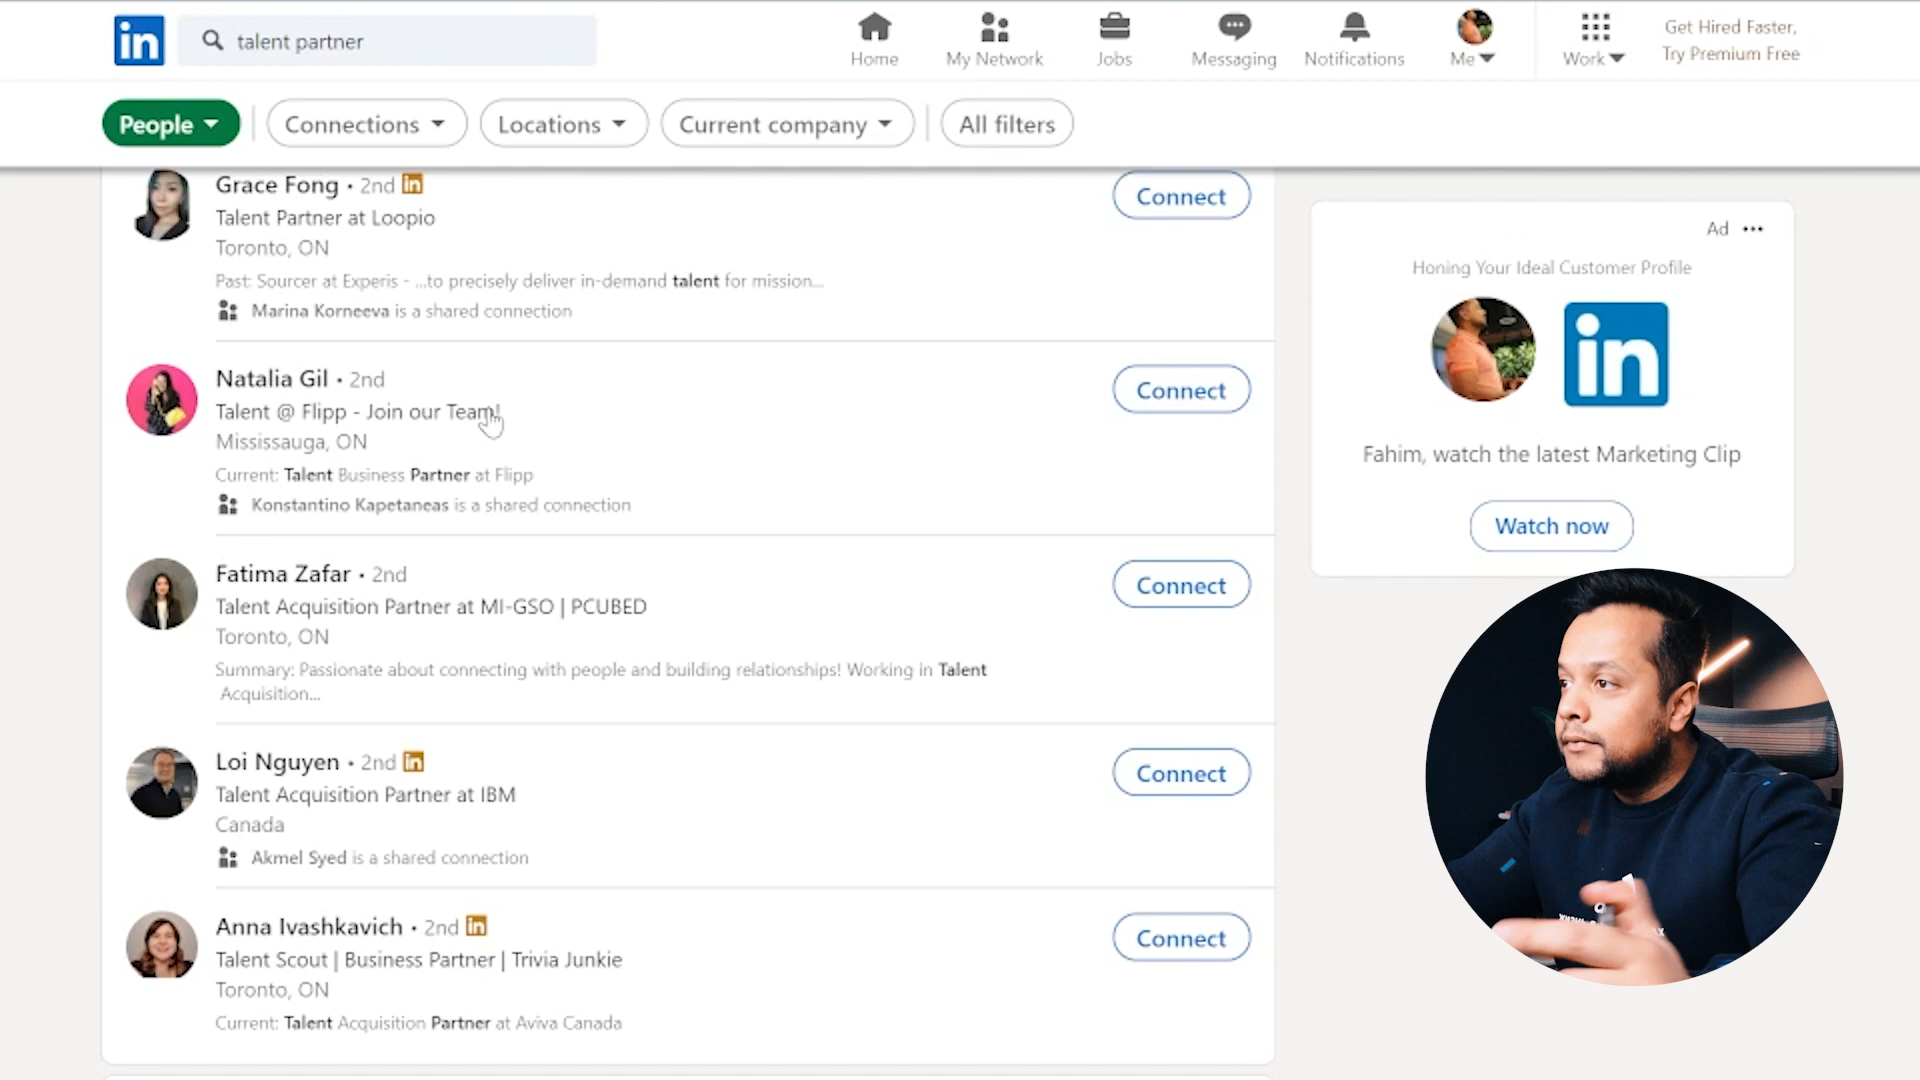 in
talent partner
Home
My Network
Jobs
Messaging
Notifications
Me
Work
Get Hired Faster,
Try Premium Free
People
Connections
Locations
Current company
All filters
Grace Fong • 2nd in
Talent Partner at Loopio
Toronto, ON
Past: Sourcer at Experis - ...to precisely deliver in-demand talent for mission...
Marina Korneeva is a shared connection
Connect
Natalia Gil • 2nd
Talent @ Flipp - Join our Team!
Mississauga, ON
Current: Talent Business Partner at Flipp
Konstantino Kapetaneas is a shared connection
Connect
Fatima Zafar • 2nd
Talent Acquisition Partner at MI-GSO | PCUBED
Toronto, ON
Summary: Passionate about connecting with people and building relationships! Working in Talent
Acquisition...
Connect
Loi Nguyen • 2nd in
Talent Acquisition Partner at IBM
Canada
Akmel Syed is a shared connection
Connect
Anna Ivashkavich • 2nd in
Talent Scout | Business Partner | Trivia Junkie
Toronto, ON
Current: Talent Acquisition Partner at Aviva Canada
Connect
Ad
Honing Your Ideal Customer Profile
in
Fahim, watch the latest Marketing Clip
Watch now